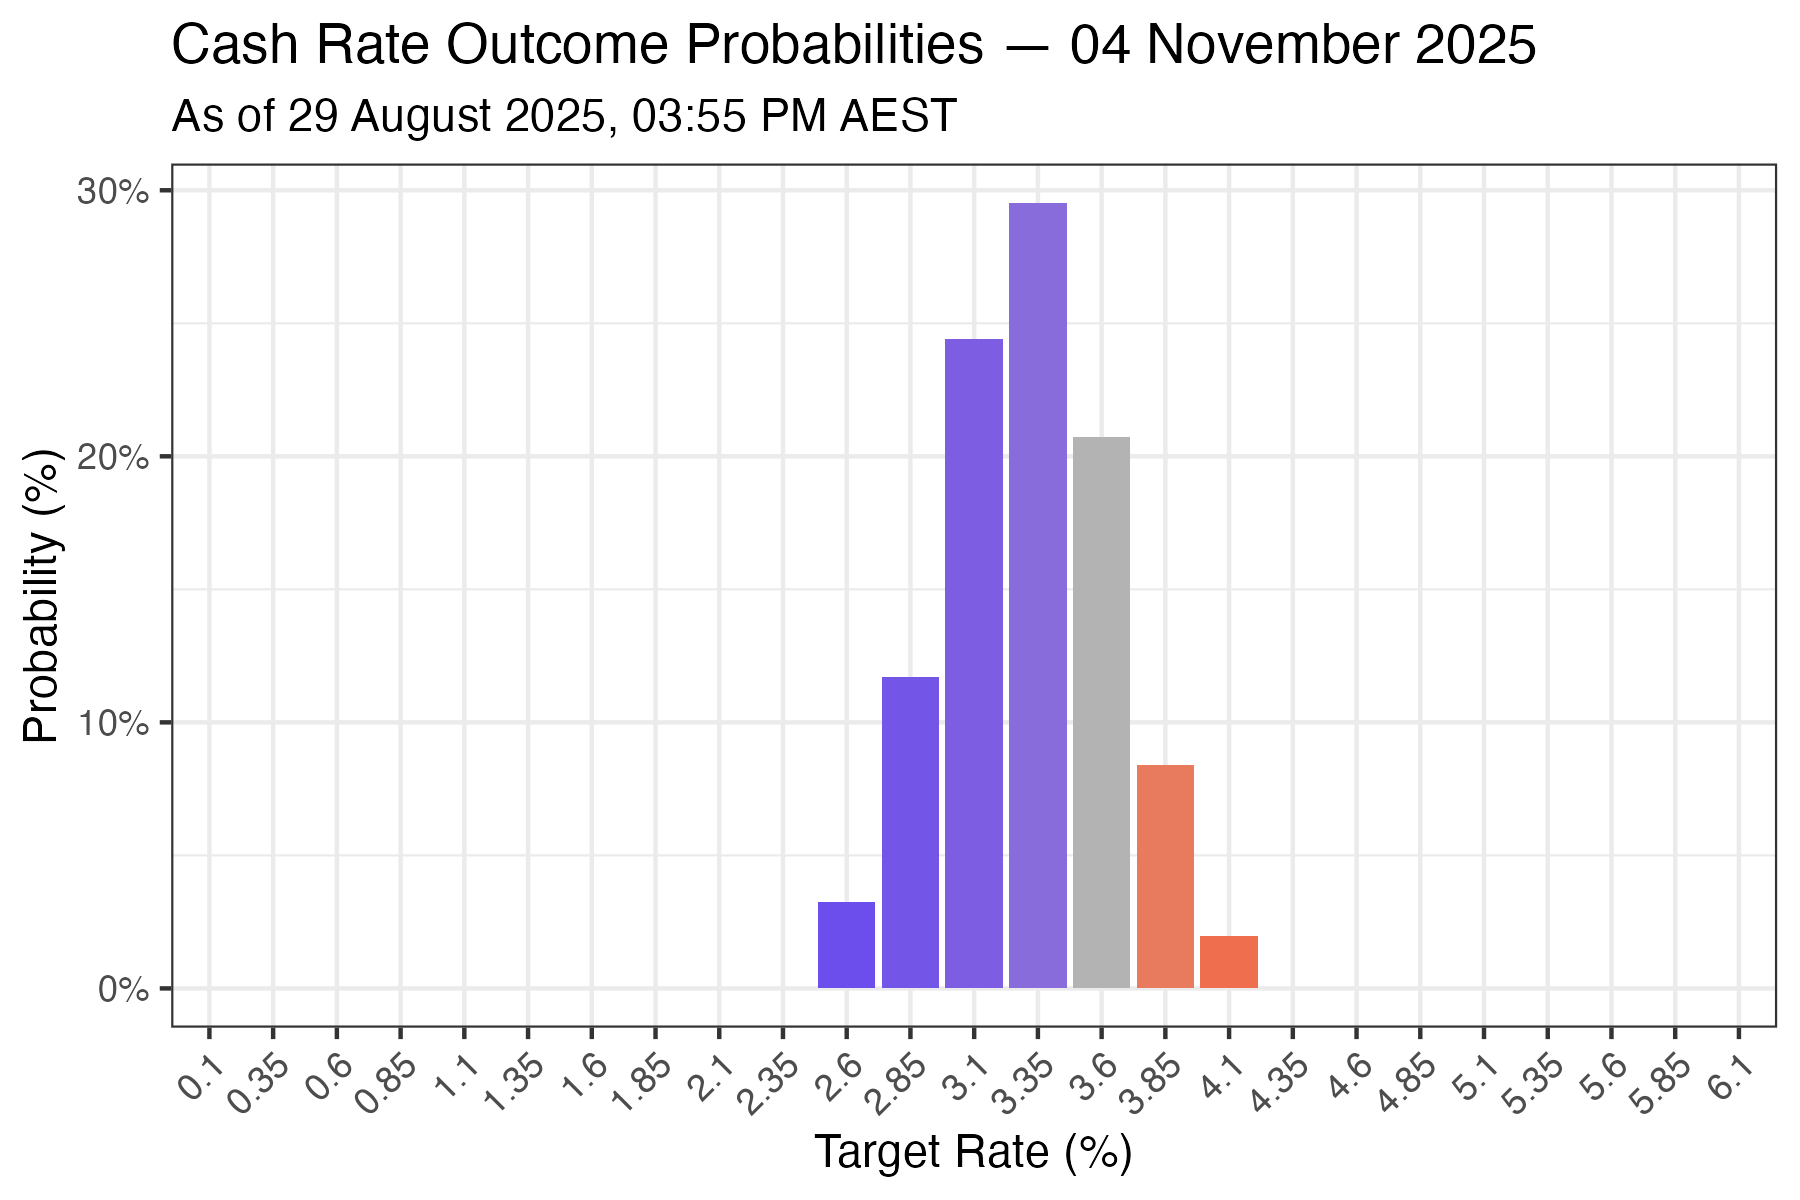 Cash Rate Outcome Probabilities — 04 November 2025
As of 29 August 2025, 03:55 PM AEST
Probability (%)
30%
20%
10%
0%
0.1 0.35 0.6 0.85 1.1 1.35 1.6 1.85 2.1 2.35 2.6 2.85 3.1 3.35 3.6 3.85 4.1 4.35 4.6 4.85 5.1 5.35 5.6 5.85 6.1
Target Rate (%)